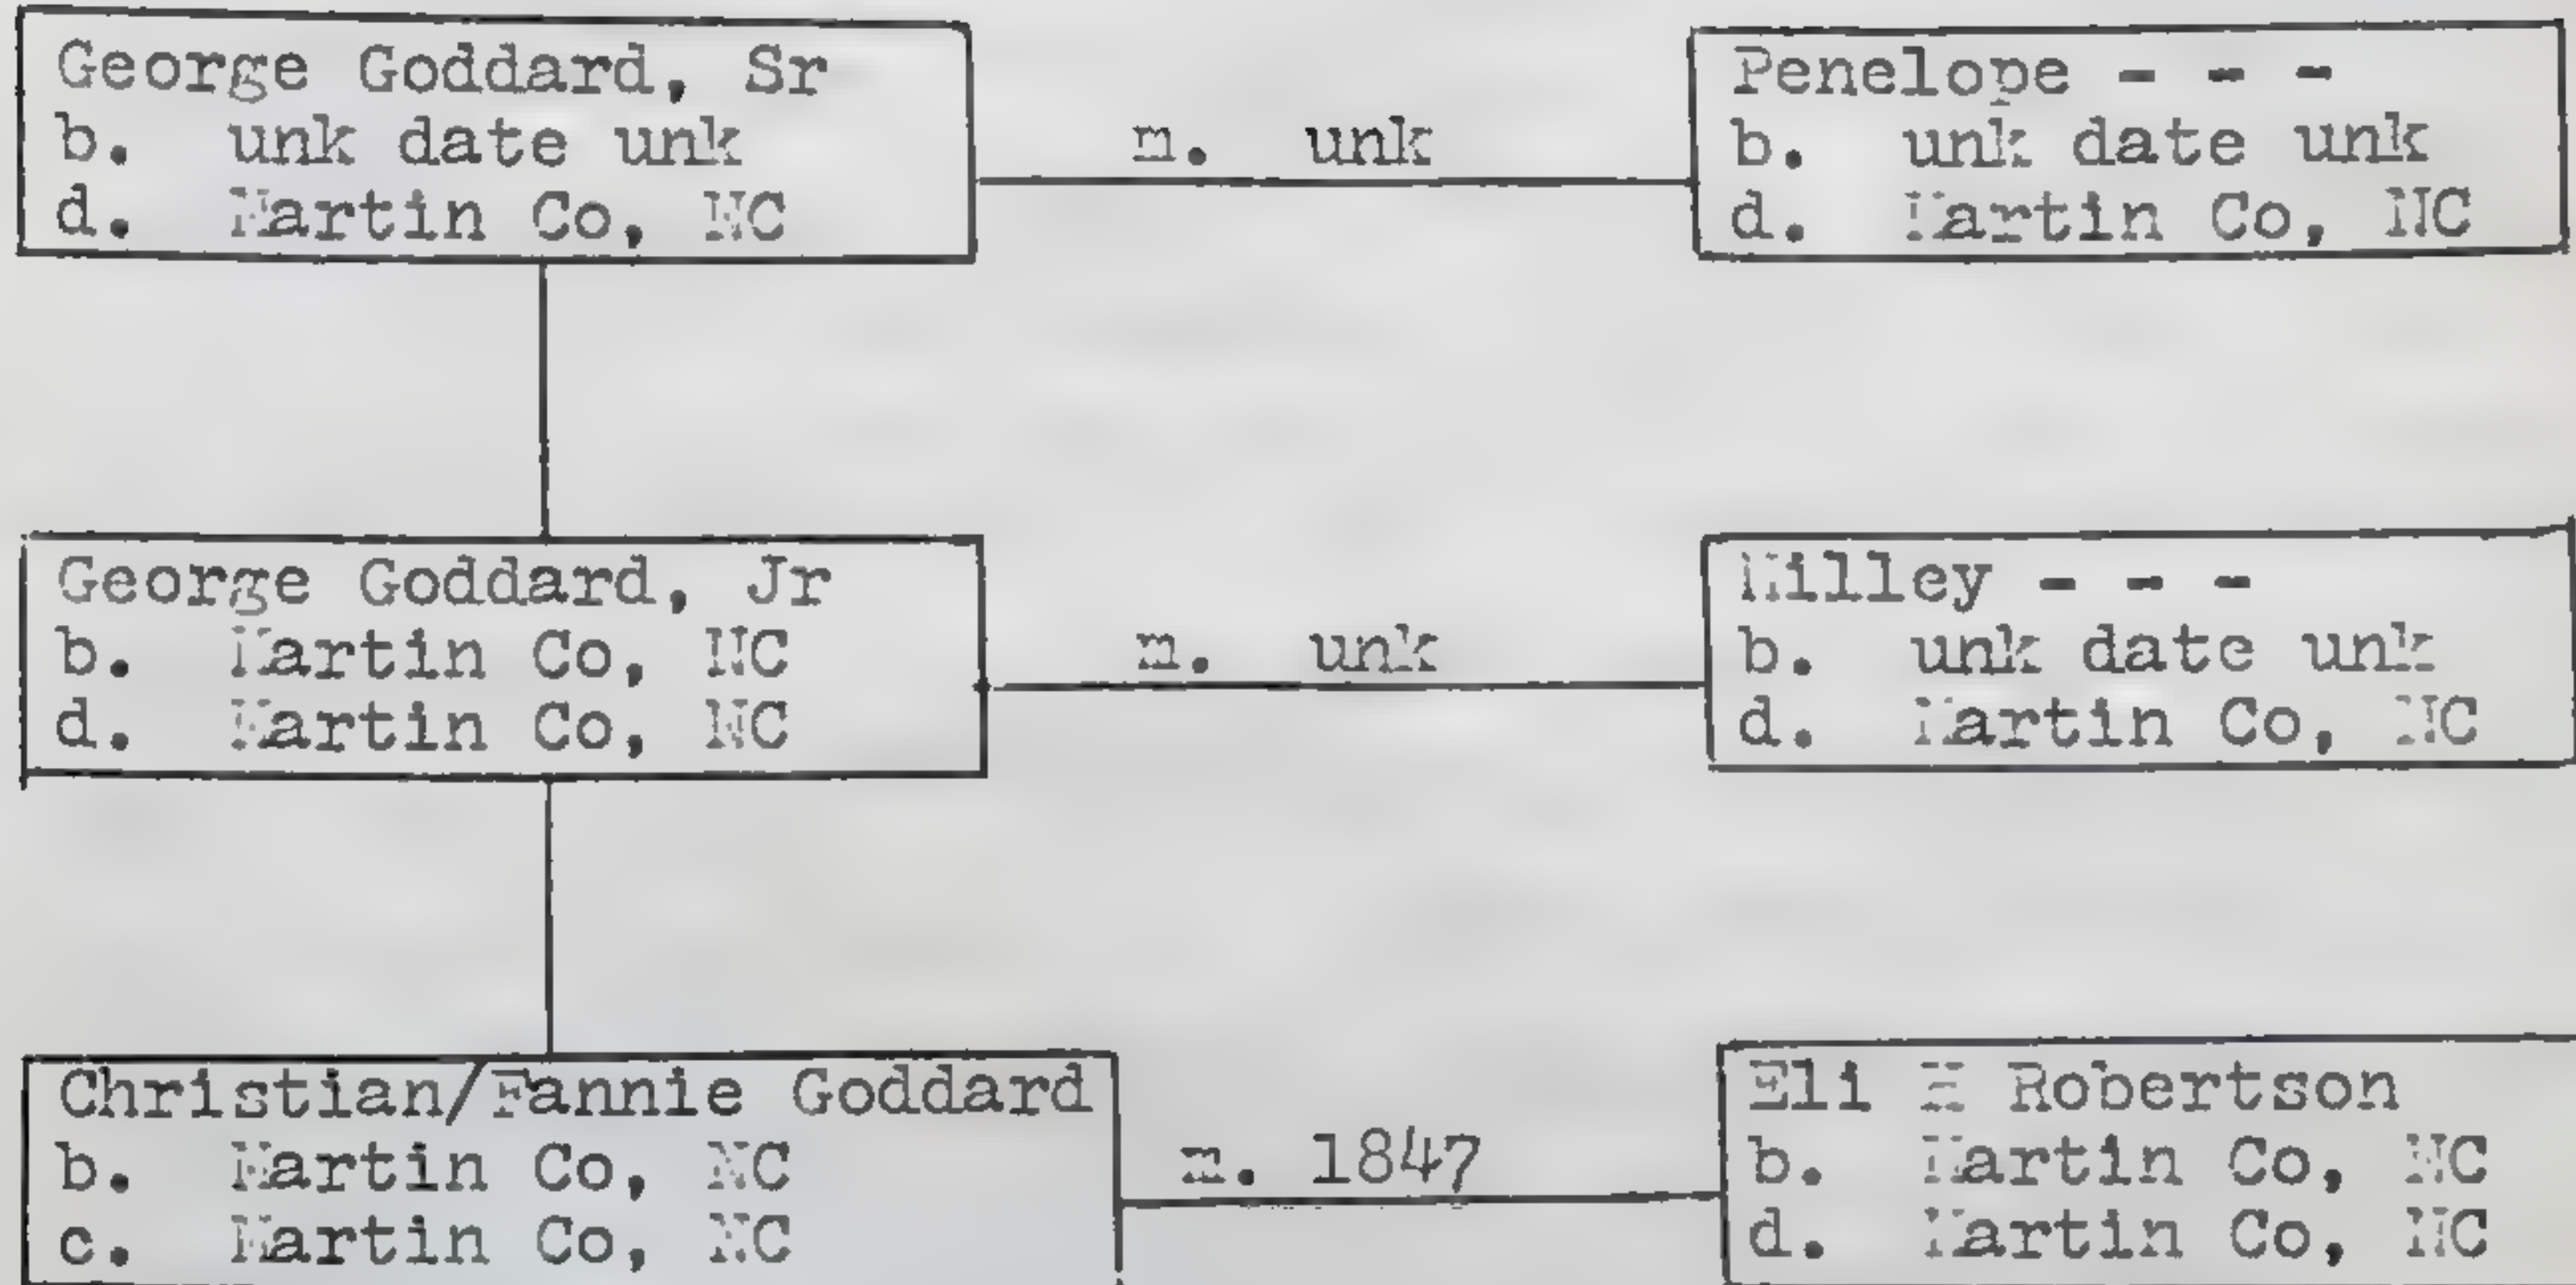 George Goddard, Sr
b. unk date unk
d. Martin Co, NC
m. unk
Penelope - - -
b. unk date unk
d. Martin Co, NC
George Goddard, Jr
b. Martin Co, NC
d. Martin Co, NC
m. unk
Milley - - -
b. unk date unk
d. Martin Co, NC
Christian/Fannie Goddard
b. Martin Co, NC
c. Martin Co, NC
m. 1847
Eli H Robertson
b. Martin Co, NC
d. Martin Co, NC